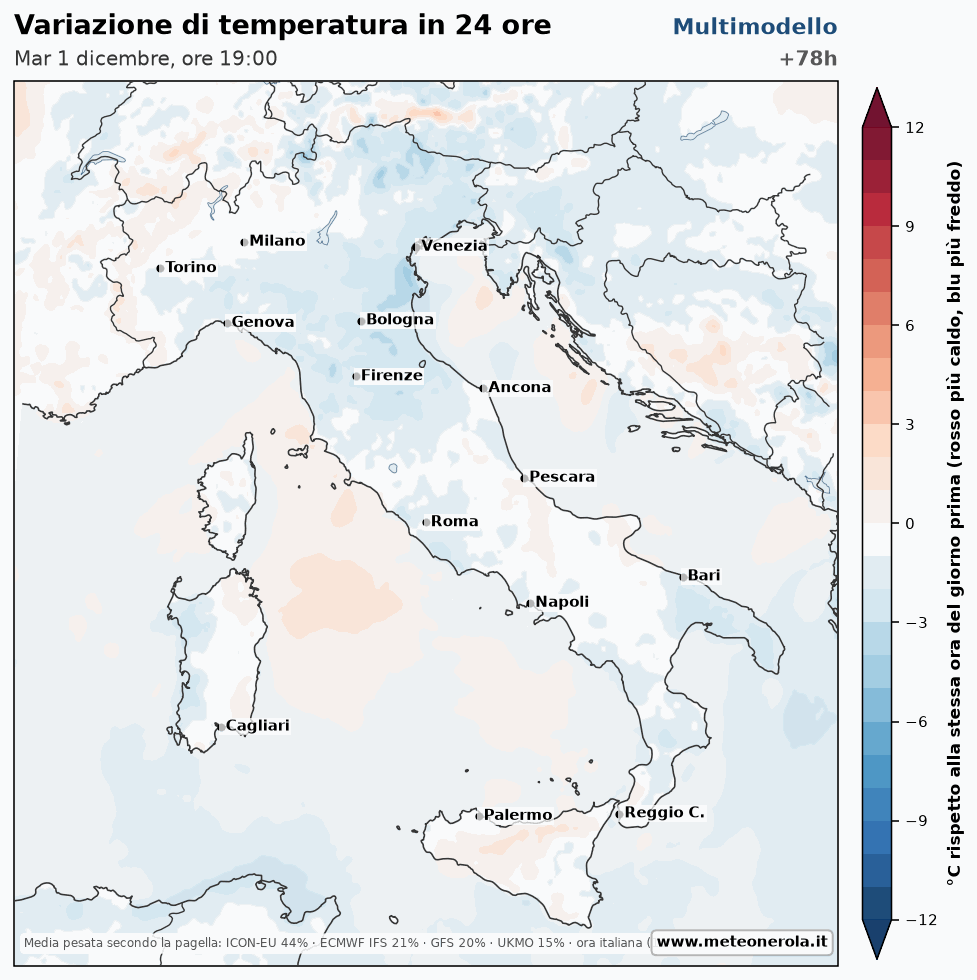 Variazione di temperatura in 24 ore
Multimodello
Mar 1 dicembre, ore 19:00
+78h
Milano
Venezia
Torino
Genova
Bologna
Firenze
Ancona
Pescara
Roma
Bari
Napoli
Cagliari
Palermo
Reggio C.
12
9
6
3
0
−3
−6
−9
−12
°C rispetto alla stessa ora del giorno prima (rosso più caldo, blu più freddo)
Media pesata secondo la pagella: ICON-EU 44% · ECMWF IFS 21% · GFS 20% · UKMO 15% · ora italiana (
www.meteonerola.it